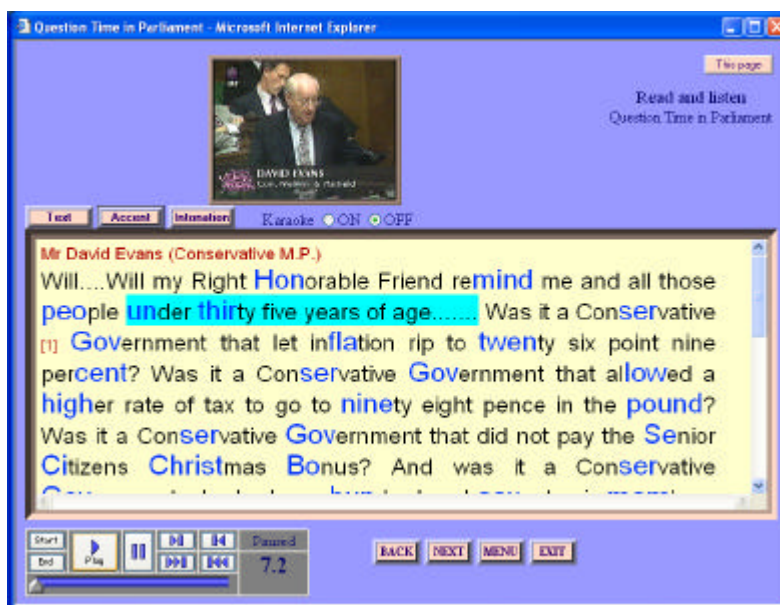 Question Time in Parliament - Microsoft Internet Explorer
This page
Read and listen
Question Time in Parliament
DAVID EVANS
Con, Welwyn & Hatfield
Text Accent Intonation Karaoke ON OFF
Mr David Evans (Conservative M.P.)
Will....Will my Right Honorable Friend remind me and all those
people under thirty five years of age....... Was it a Conservative
[1] Government that let inflation rip to twenty six point nine
percent? Was it a Conservative Government that allowed a
higher rate of tax to go to ninety eight pence in the pound?
Was it a Conservative Government that did not pay the Senior
Citizens Christmas Bonus? And was it a Conservative
Start
End
Play
Paused
7.2
BACK NEXT MENU EXIT